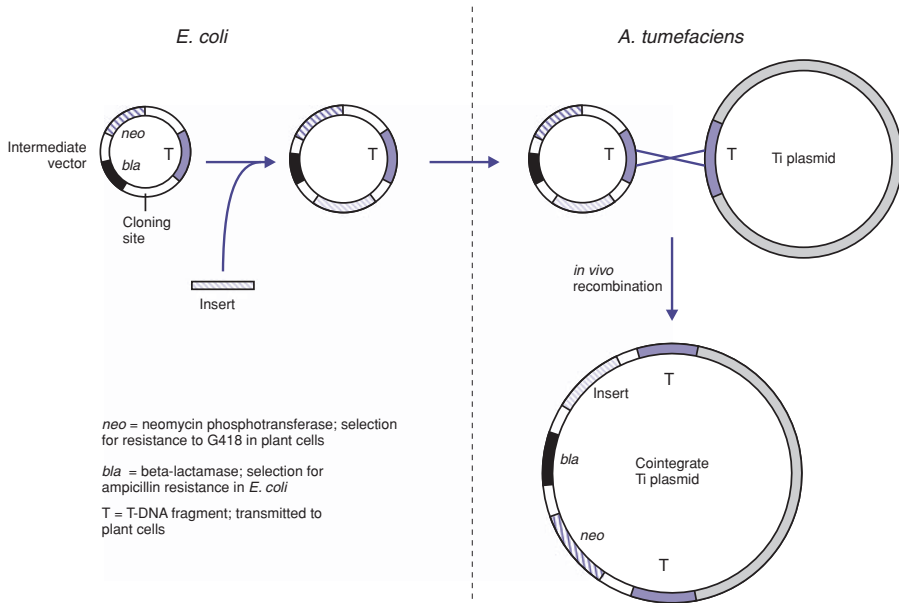 E. coli
A. tumefaciens
Intermediate
vector
neo
bla
T
Cloning
site
Insert
T
T
T
Ti plasmid
in vivo
recombination
T
Insert
bla
Cointegrate
Ti plasmid
neo
T
neo = neomycin phosphotransferase; selection
for resistance to G418 in plant cells
bla = beta-lactamase; selection for
ampicillin resistance in E. coli
T = T-DNA fragment; transmitted to
plant cells